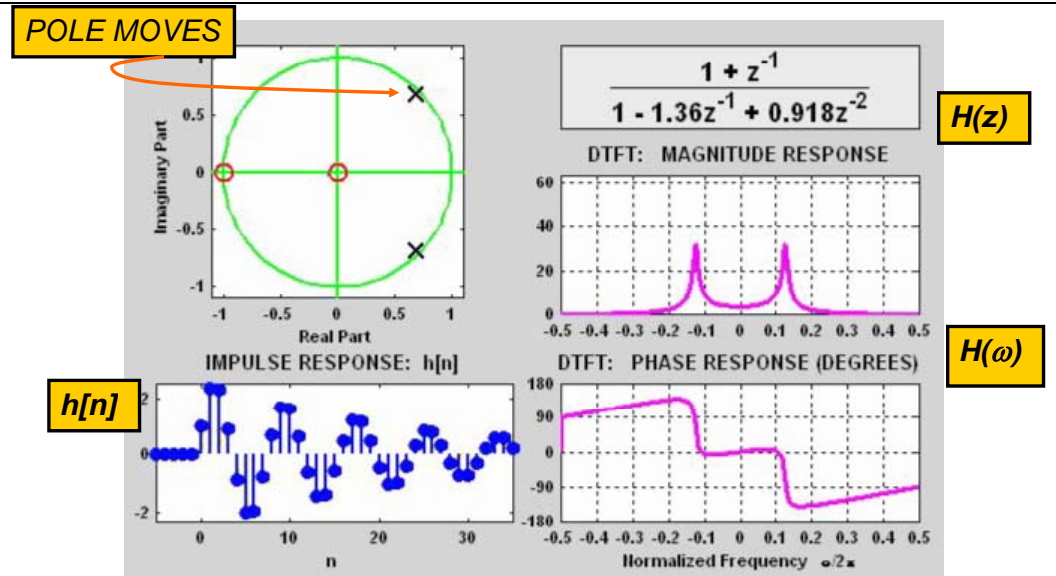 POLE MOVES
1
0.5
0
-0.5
-1
Imaginary Part
-1 -0.5 0 0.5 1
Real Part
1 + z^-1
1 - 1.36z^-1 + 0.918z^-2
H(z)
DTFT: MAGNITUDE RESPONSE
60
40
20
0
-0.5 -0.4 -0.3 -0.2 -0.1 0 0.1 0.2 0.3 0.4 0.5
IMPULSE RESPONSE: h[n]
h[n]
2
0
-2
0 10 20 30
n
DTFT: PHASE RESPONSE (DEGREES)
H(ω)
180
90
0
-90
-180
-0.5 -0.4 -0.3 -0.2 -0.1 0 0.1 0.2 0.3 0.4 0.5
Normalized Frequency ω/2π